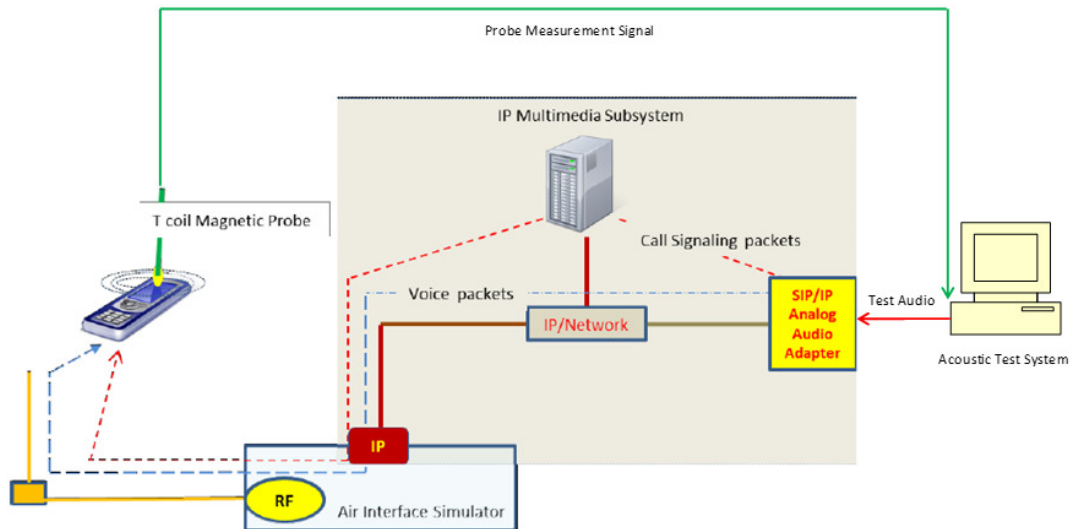 Probe Measurement Signal
IP Multimedia Subsystem
T coil Magnetic Probe
Call Signaling packets
Voice packets
SIP/IP
Analog
Audio
Adapter
Test Audio
IP/Network
Acoustic Test System
IP
RF
Air Interface Simulator